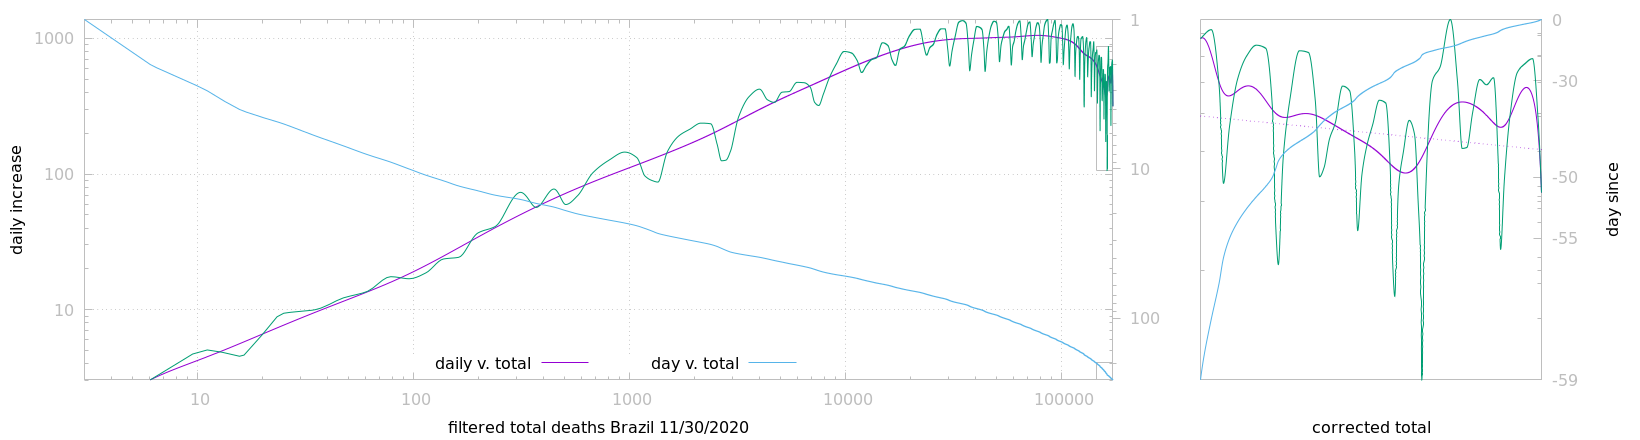 1000
100
10
daily increase
10
100
1000
10000
100000
1
10
100
daily v. total
day v. total
filtered total deaths Brazil 11/30/2020
0
-30
-50
-55
-59
day since
corrected total